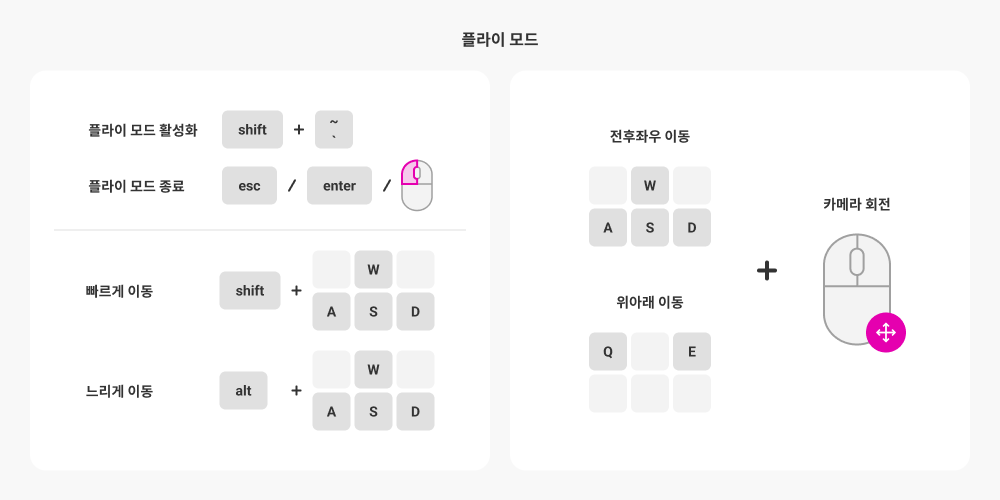 플라이 모드
플라이 모드 활성화 shift + ~ `
플라이 모드 종료 esc / enter /
빠르게 이동 shift + W
A S D
느리게 이동 alt + W
A S D
전후좌우 이동
W
A S D
위아래 이동
Q E
+
카메라 회전